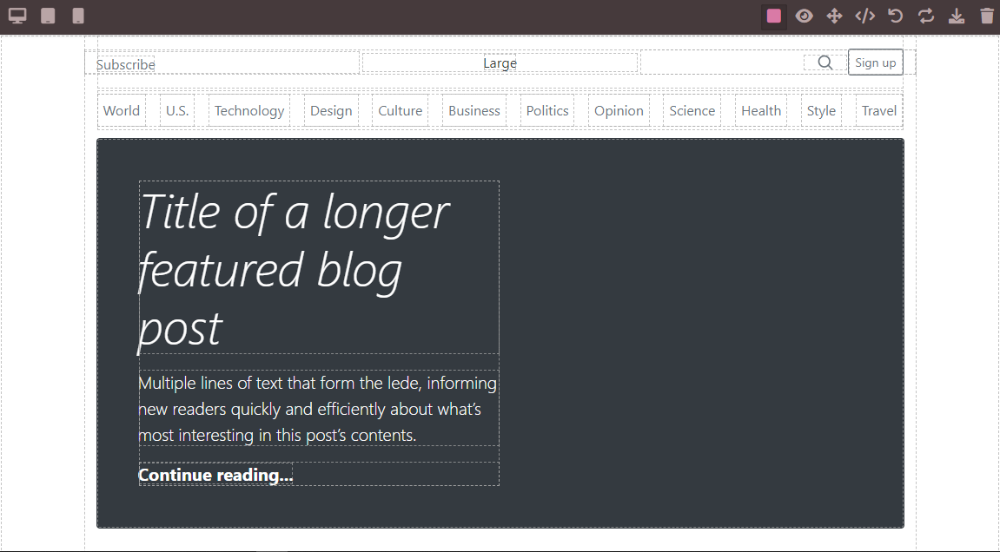 Subscribe Large Sign up
World U.S. Technology Design Culture Business Politics Opinion Science Health Style Travel
Title of a longer
featured blog
post
Multiple lines of text that form the lede, informing
new readers quickly and efficiently about what’s
most interesting in this post’s contents.
Continue reading...